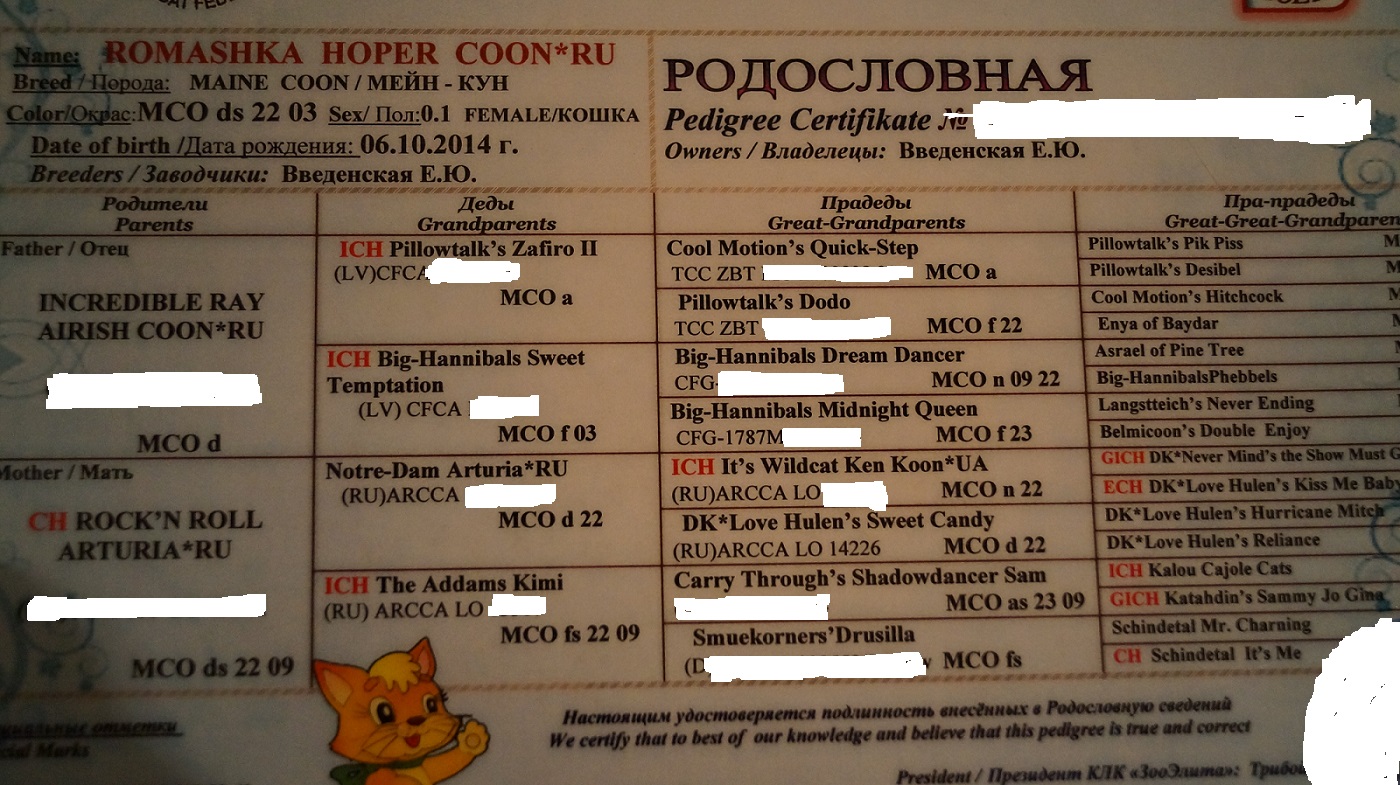 Name: ROMASHKA HOPER COON*RU
Breed / Порода: MAINE COON / МЕЙН - КУН
Color/Окрас:MCO ds 22 03 Sex/ Пол:0.1 FEMALE/КОШКА
Date of birth /Дата рождения: 06.10.2014 г.
Breeders / Заводчики: Введенская Е.Ю.
РОДОСЛОВНАЯ
Pedigree Certifikate №
Owners / Владелецы: Введенская Е.Ю.
Родители
Parents
Father / Отец
INCREDIBLE RAY
AIRISH COON*RU
MCO d
Mother / Мать
CH ROCK'N ROLL
ARTURIA*RU
MCO ds 22 09
Деды
Grandparents
ICH Pillowtalk's Zafiro II
(LV)CFCA
MCO a
ICH Big-Hannibals Sweet
Temptation
(LV) CFCA
MCO f 03
Notre-Dam Arturia*RU
(RU)ARCCA
MCO d 22
ICH The Addams Kimi
(RU) ARCCA LO
MCO fs 22 09
Прадеды
Great-Grandparents
Cool Motion's Quick-Step
TCC ZBT MCO a
Pillowtalk's Dodo
TCC ZBT MCO f 22
Big-Hannibals Dream Dancer
CFG- MCO n 09 22
Big-Hannibals Midnight Queen
CFG-1787M MCO f 23
ICH It's Wildcat Ken Koon*UA
(RU)ARCCA LO MCO n 22
DK*Love Hulen's Sweet Candy
(RU)ARCCA LO 14226 MCO d 22
Carry Through's Shadowdancer Sam
MCO as 23 09
Smuekorners'Drusilla
(D MCO fs
Пра-прадеды
Great-Great-Grandparen
Pillowtalk's Pik Piss
Pillowtalk's Desibel
Cool Motion's Hitchcock
Enya of Baydar
Asrael of Pine Tree
Big-HannibalsPhebbels
Langstteich's Never Ending
Belmicoon's Double Enjoy
GICH DK*Never Mind's the Show Must G
ECH DK*Love Hulen's Kiss Me Baby
DK*Love Hulen's Hurricane Mitch
DK*Love Hulen's Reliance
ICH Kalou Cajole Cats
GICH Katahdin's Sammy Jo Gina
Schindetal Mr. Charning
CH Schindetal It's Me
отметки
Marks
Настоящим удостоверяется подлинность внесённых в Родословную сведений
We certify that to best of our knowledge and believe that this pedigree is true and correct
President / Президент КЛК «ЗооЭлита»: